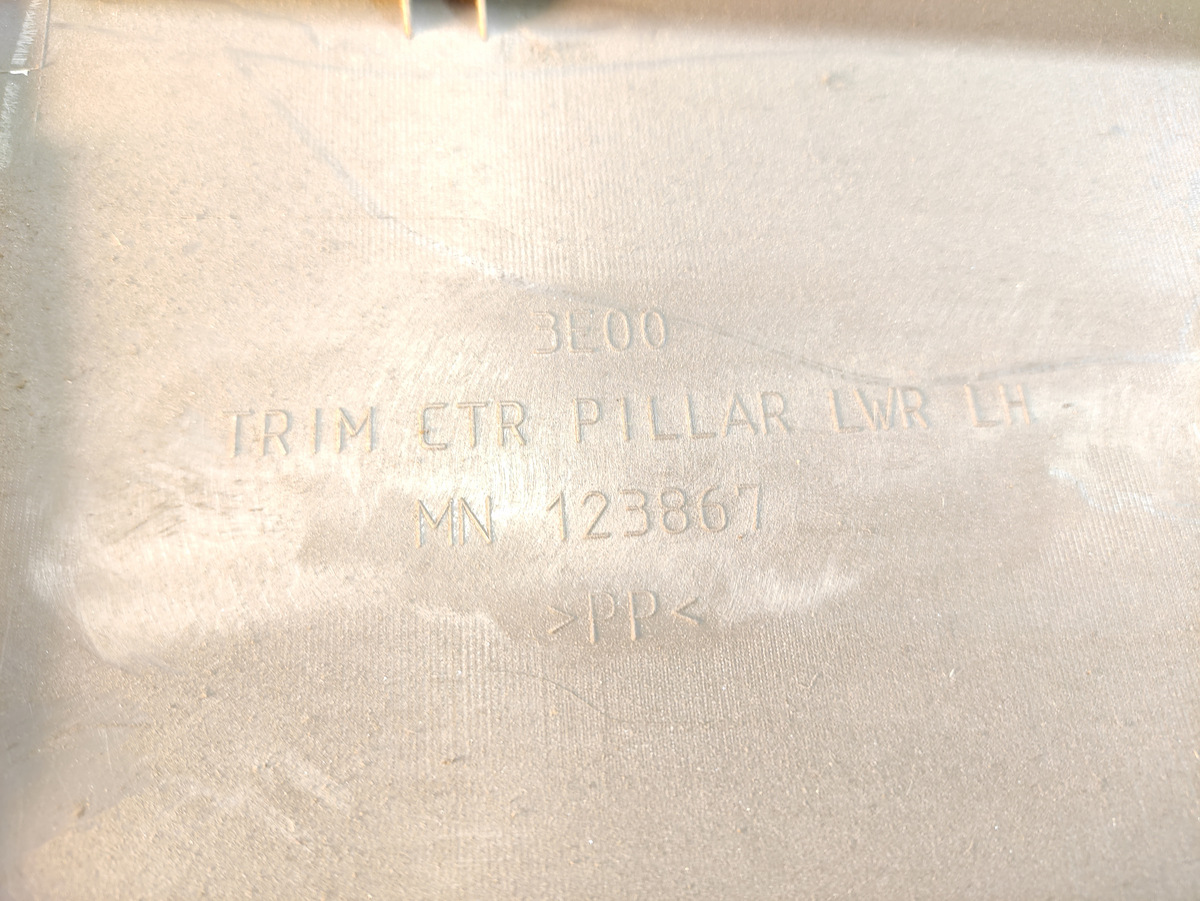 3E00
TRIM CTR PILLAR LWR LH
MN 123867
>PP<